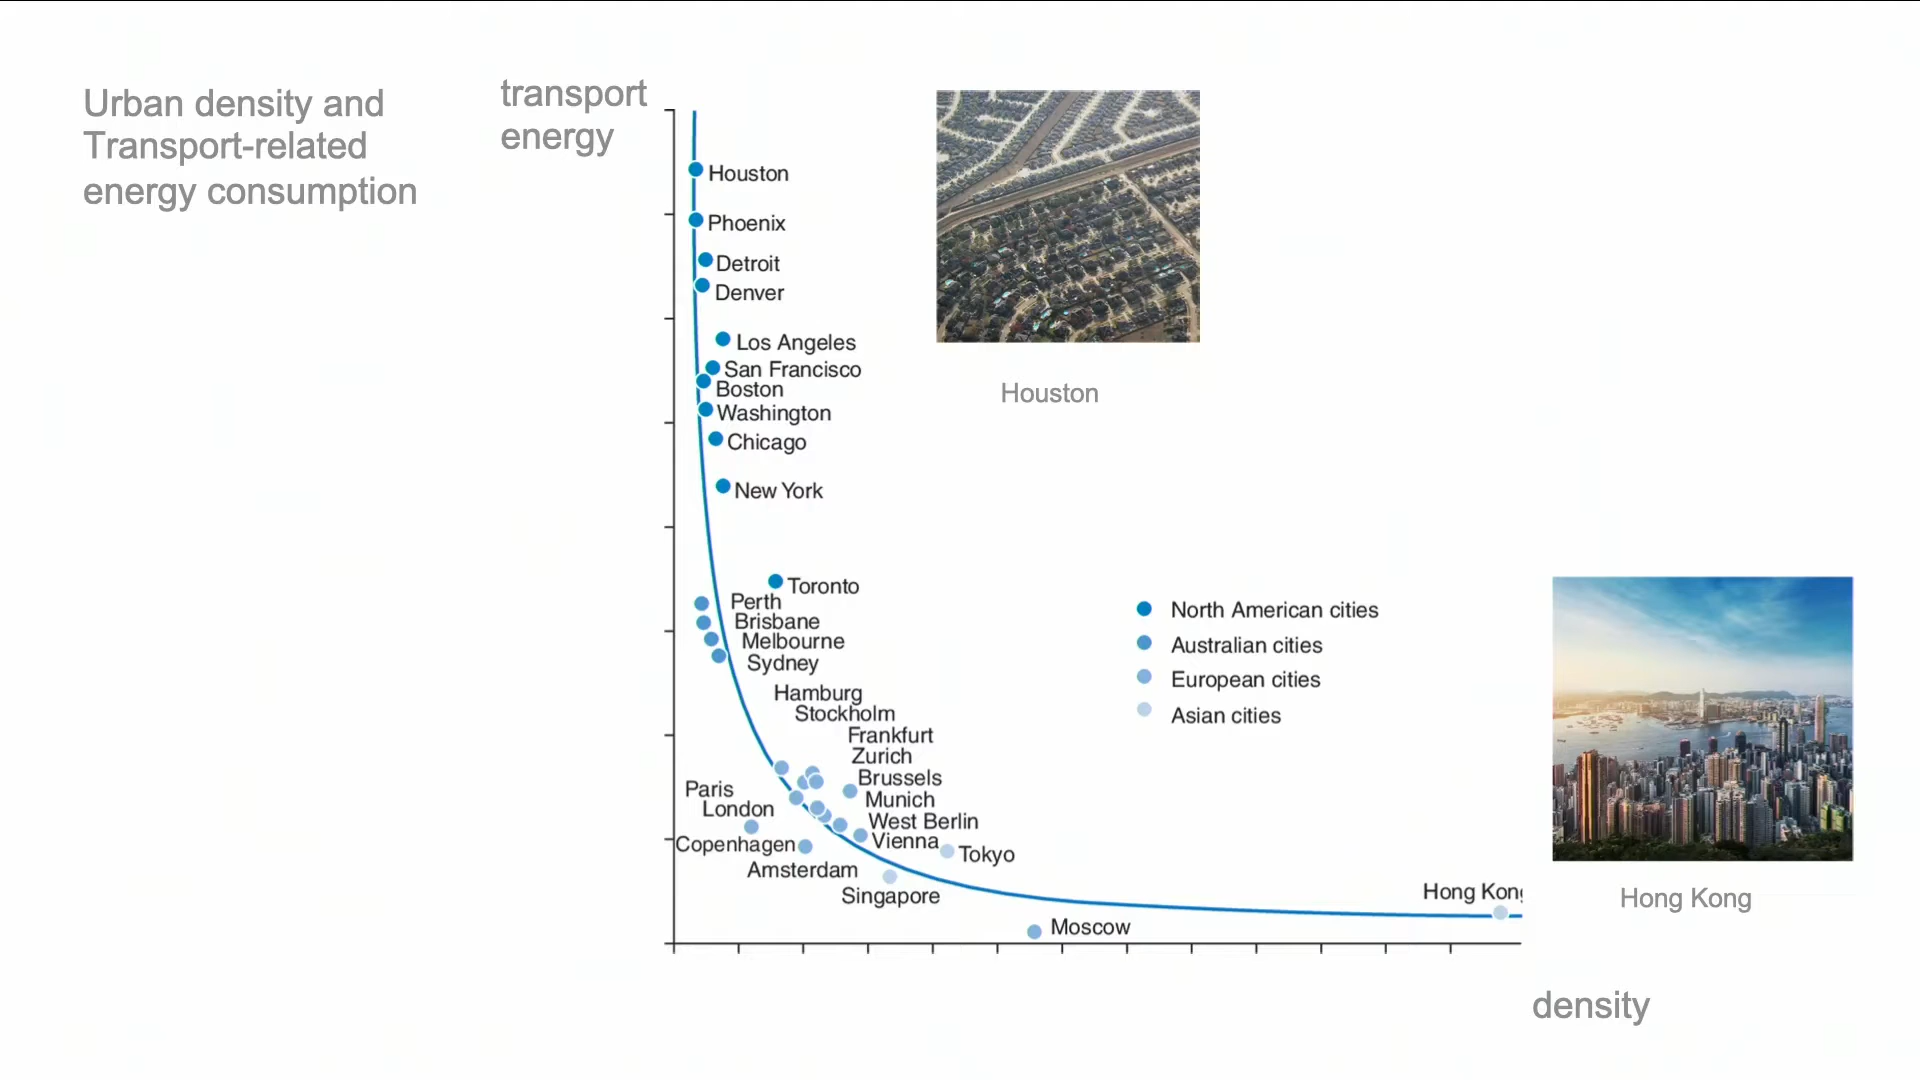 Urban density and
Transport-related
energy consumption
transport
energy
Houston
Phoenix
Detroit
Denver
Los Angeles
San Francisco
Boston
Washington
Chicago
New York
Toronto
Perth
Brisbane
Melbourne
Sydney
Hamburg
Stockholm
Frankfurt
Zurich
Brussels
Munich
West Berlin
Vienna
Paris
London
Copenhagen
Amsterdam
Tokyo
Singapore
Moscow
Hong Kong
North American cities
Australian cities
European cities
Asian cities
Houston
Hong Kong
density